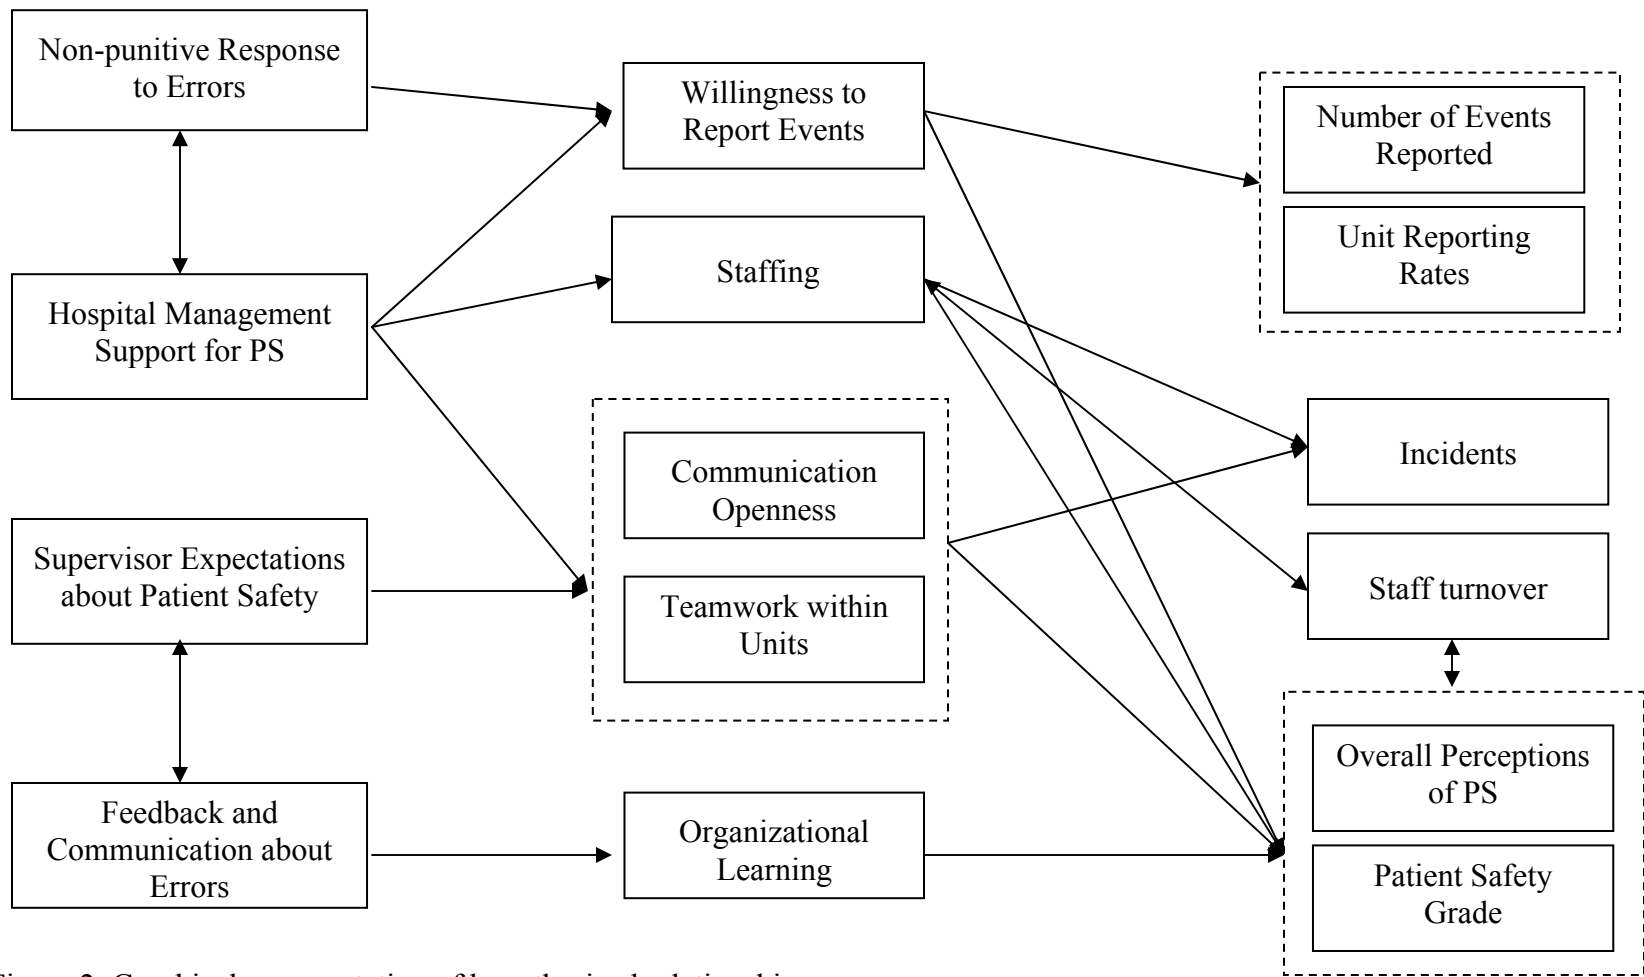 Non-punitive Response
to Errors
Hospital Management
Support for PS
Supervisor Expectations
about Patient Safety
Feedback and
Communication about
Errors
Willingness to
Report Events
Staffing
Communication
Openness
Teamwork within
Units
Organizational
Learning
Number of Events
Reported
Unit Reporting
Rates
Incidents
Staff turnover
Overall Perceptions
of PS
Patient Safety
Grade